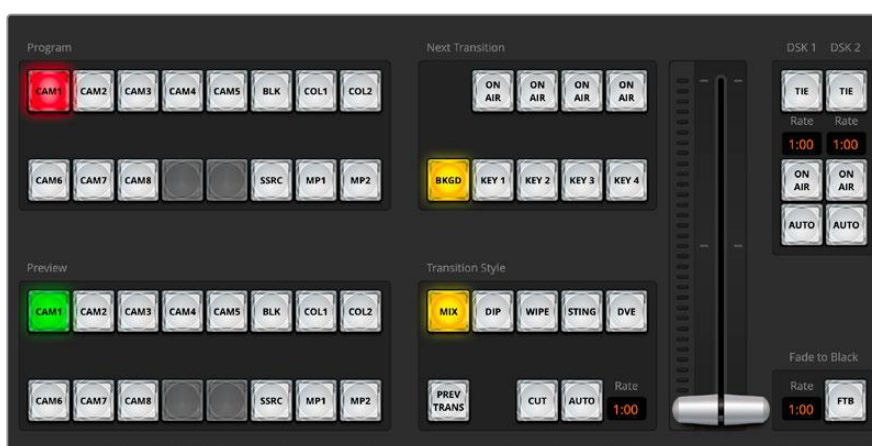 Program
CAM1 CAM2 CAM3 CAM4 CAM5 BLK COL1 COL2
CAM6 CAM7 CAM8 SSRC MP1 MP2
Preview
CAM1 CAM2 CAM3 CAM4 CAM5 BLK COL1 COL2
CAM6 CAM7 CAM8 SSRC MP1 MP2
Next Transition
ON AIR ON AIR ON AIR ON AIR
BKGD KEY 1 KEY 2 KEY 3 KEY 4
Transition Style
MIX DIP WIPE STING DVE
Rate
PREV TRANS CUT AUTO 1:00
DSK 1 DSK 2
TIE TIE
Rate Rate
1:00 1:00
ON AIR ON AIR
AUTO AUTO
Fade to Black
Rate
1:00 FTB